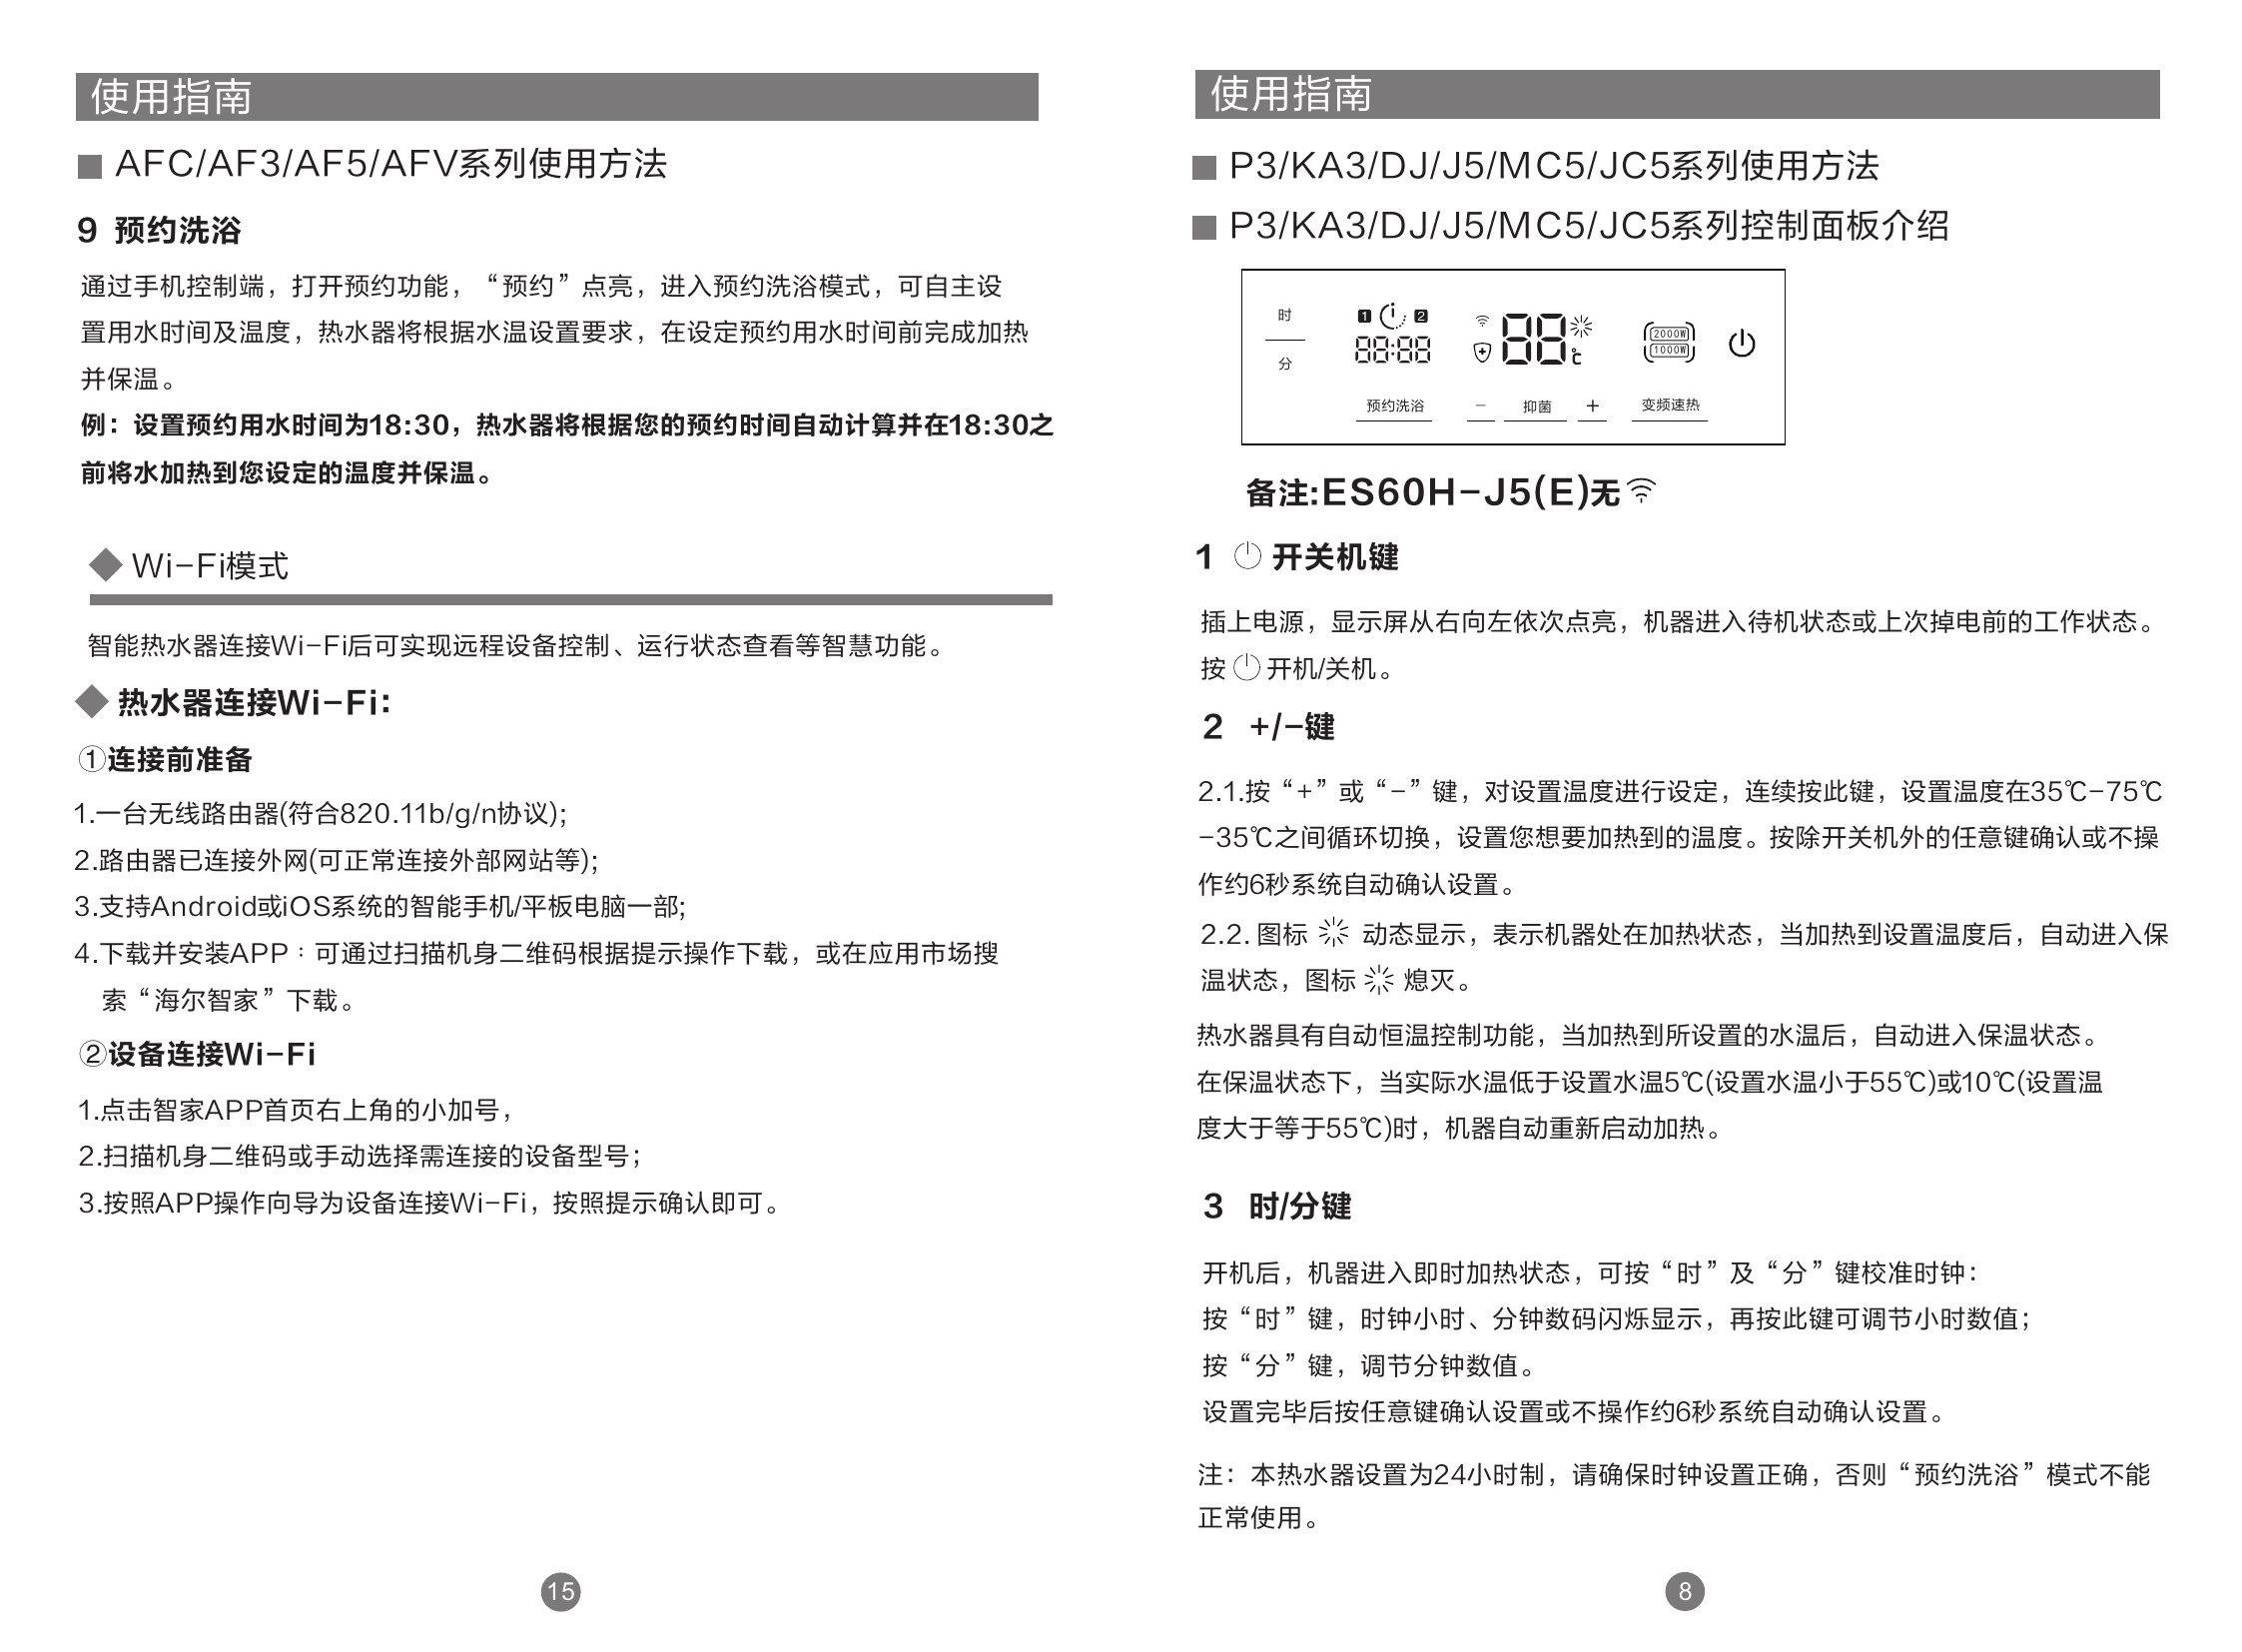 使用指南
■ AFC/AF3/AF5/AFV系列使用方法
9 预约洗浴
通过手机控制端，打开预约功能，“预约”点亮，进入预约洗浴模式，可自主设
置用水时间及温度，热水器将根据水温设置要求，在设定预约用水时间前完成加热
并保温。
例：设置预约用水时间为18:30，热水器将根据您的预约时间自动计算并在18:30之
前将水加热到您设定的温度并保温。
◆ Wi-Fi模式
智能热水器连接Wi-Fi后可实现远程设备控制、运行状态查看等智慧功能。
◆ 热水器连接Wi-Fi：
①连接前准备
1.一台无线路由器(符合820.11b/g/n协议)；
2.路由器已连接外网(可正常连接外部网站等)；
3.支持Android或iOS系统的智能手机/平板电脑一部;
4.下载并安装APP：可通过扫描机身二维码根据提示操作下载，或在应用市场搜
索“海尔智家”下载。
②设备连接Wi-Fi
1.点击智家APP首页右上角的小加号，
2.扫描机身二维码或手动选择需连接的设备型号；
3.按照APP操作向导为设备连接Wi-Fi，按照提示确认即可。
15
使用指南
■ P3/KA3/DJ/J5/MC5/JC5系列使用方法
■ P3/KA3/DJ/J5/MC5/JC5系列控制面板介绍
时
分
1 2
88:88
88℃
2000W
1000W
预约洗浴 － 抑菌 ＋ 变频速热
备注:ES60H-J5(E)无
1 开关机键
插上电源，显示屏从右向左依次点亮，机器进入待机状态或上次掉电前的工作状态。
按 开机/关机。
2 +/-键
2.1.按“+”或“-”键，对设置温度进行设定，连续按此键，设置温度在35℃-75℃
-35℃之间循环切换，设置您想要加热到的温度。按除开关机外的任意键确认或不操
作约6秒系统自动确认设置。
2.2. 图标 动态显示，表示机器处在加热状态，当加热到设置温度后，自动进入保
温状态，图标 熄灭。
热水器具有自动恒温控制功能，当加热到所设置的水温后，自动进入保温状态。
在保温状态下，当实际水温低于设置水温5℃(设置水温小于55℃)或10℃(设置温
度大于等于55℃)时，机器自动重新启动加热。
3 时/分键
开机后，机器进入即时加热状态，可按“时”及“分”键校准时钟：
按“时”键，时钟小时、分钟数码闪烁显示，再按此键可调节小时数值；
按“分”键，调节分钟数值。
设置完毕后按任意键确认设置或不操作约6秒系统自动确认设置。
注：本热水器设置为24小时制，请确保时钟设置正确，否则“预约洗浴”模式不能
正常使用。
8